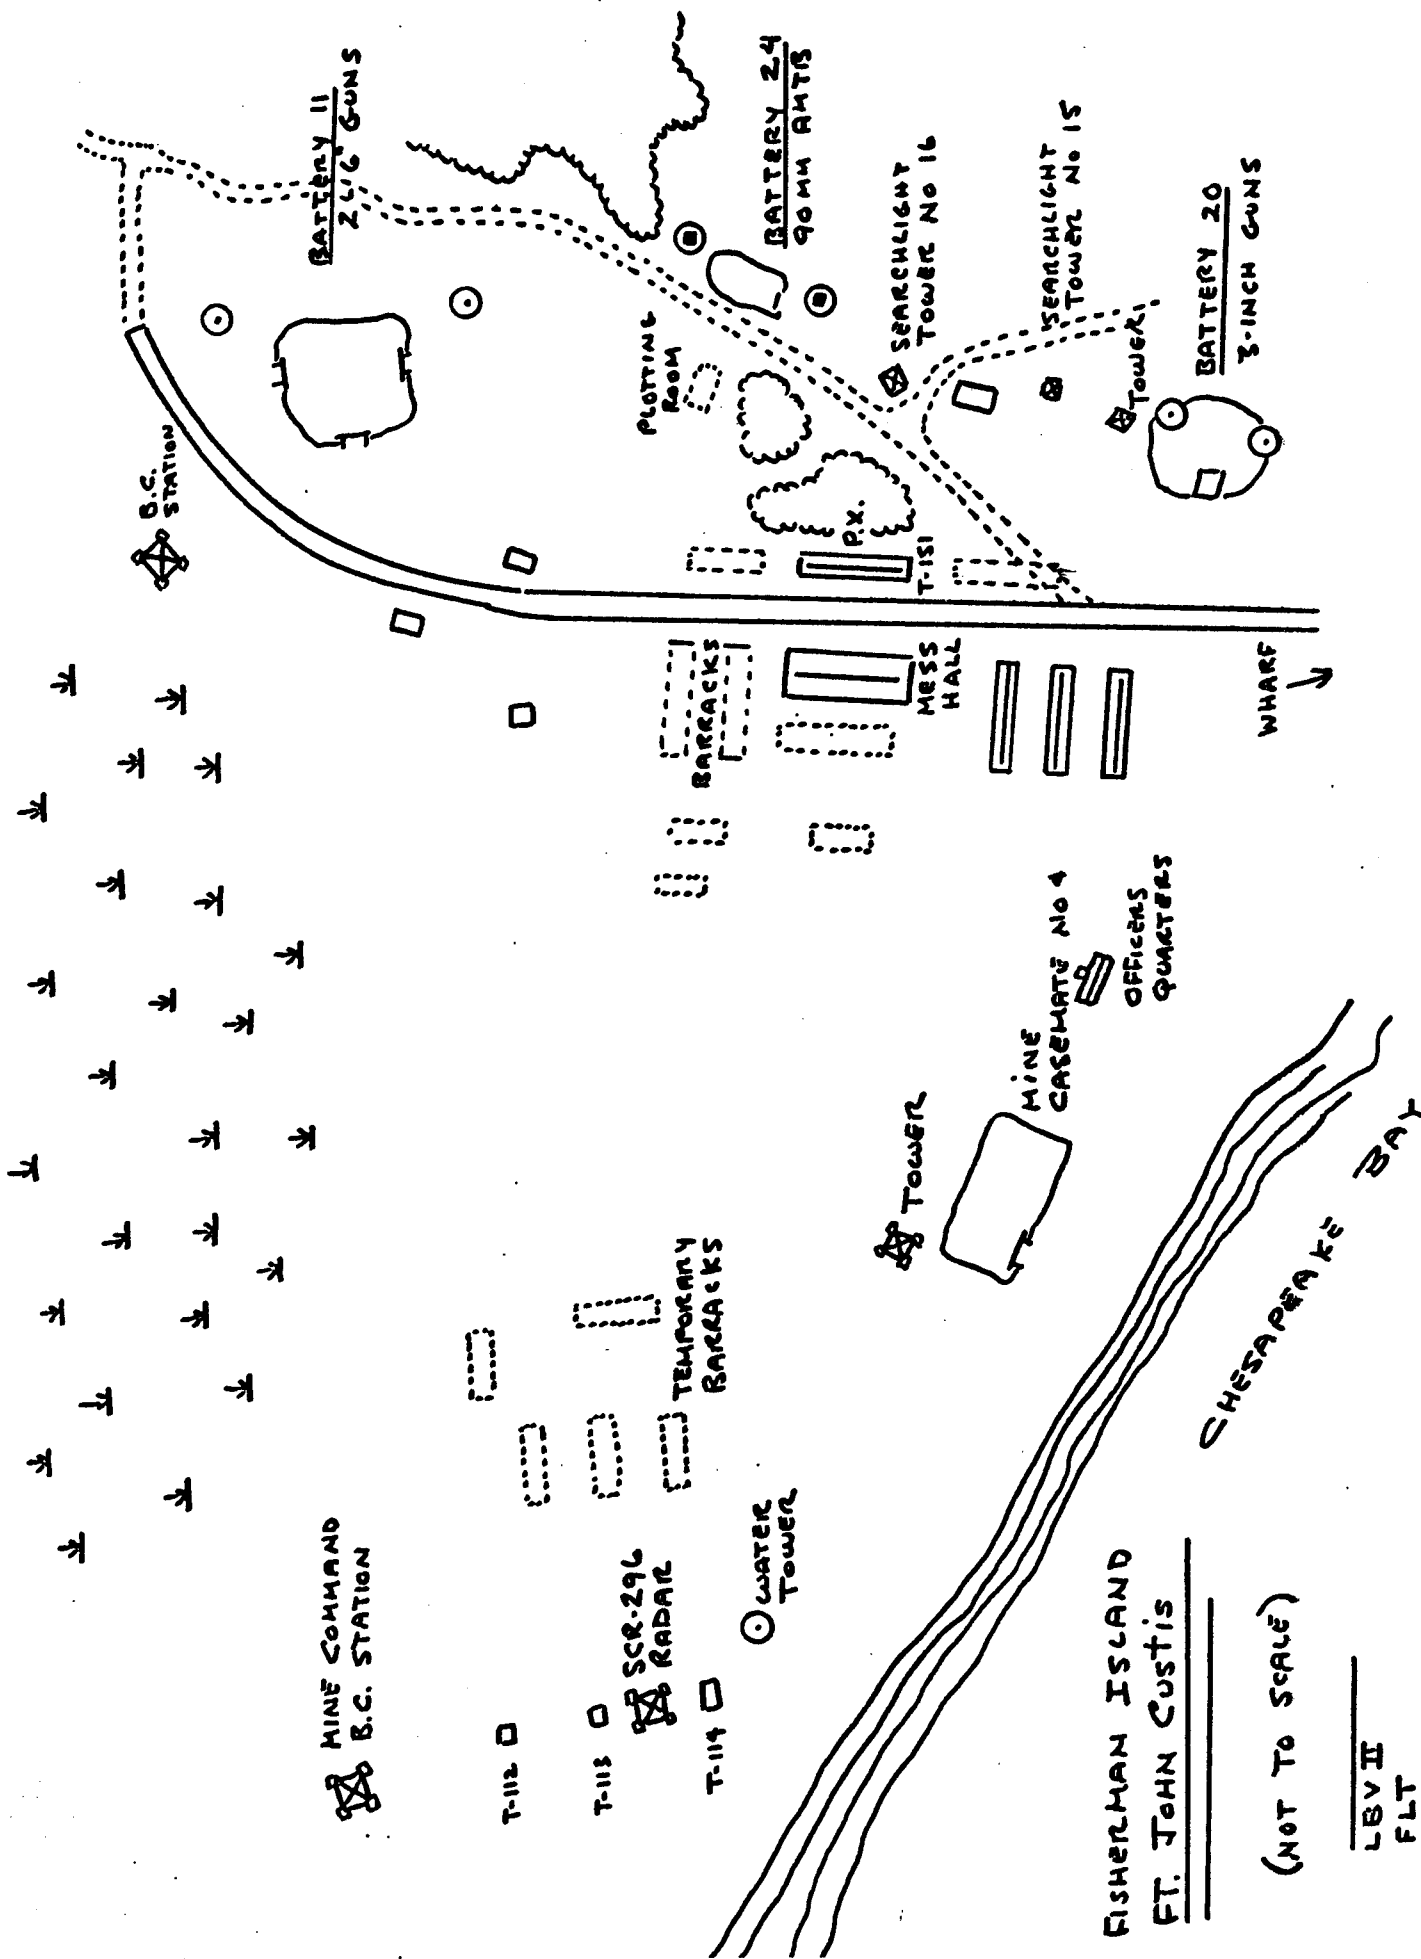 B.C.
STATION
MINE COMMAND
B.C. STATION
BATTERY 11
2-6" GUNS
T-112
T-113
SCR-296
RADAR
T-114
TEMPORARY
BARRACKS
BARRACKS
PLOTTING
ROOM
WATER
TOWER
BATTERY 24
90MM AMTB
P.X.
T-151
TOWER
MESS
HALL
SEARCHLIGHT
TOWER No 16
MINE
CASEMATE No 4
SEARCHLIGHT
TOWER No 15
TOWER
OFFICERS
QUARTERS
BATTERY 20
3-INCH GUNS
WHARF
CHESAPEAKE BAY
FISHERMAN ISLAND
FT. JOHN CUSTIS
(NOT TO SCALE)
LBV II
FLT